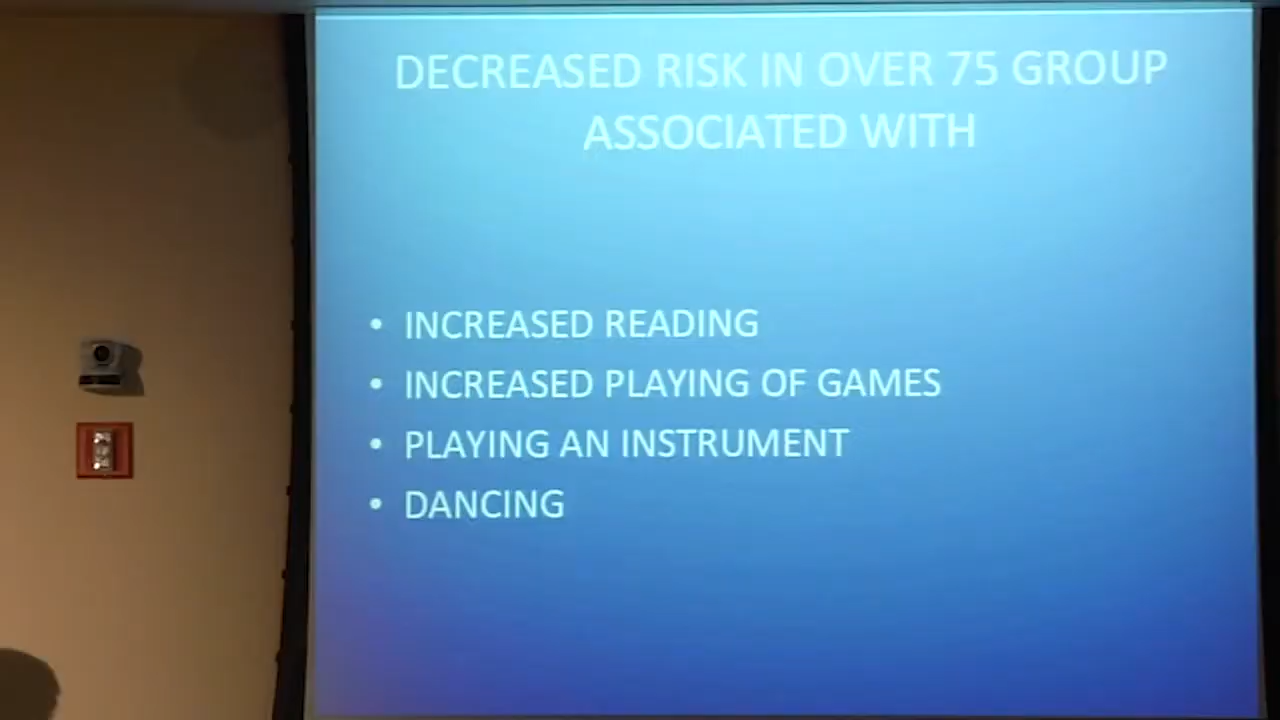 DECREASED RISK IN OVER 75 GROUP
ASSOCIATED WITH
• INCREASED READING
• INCREASED PLAYING OF GAMES
• PLAYING AN INSTRUMENT
• DANCING